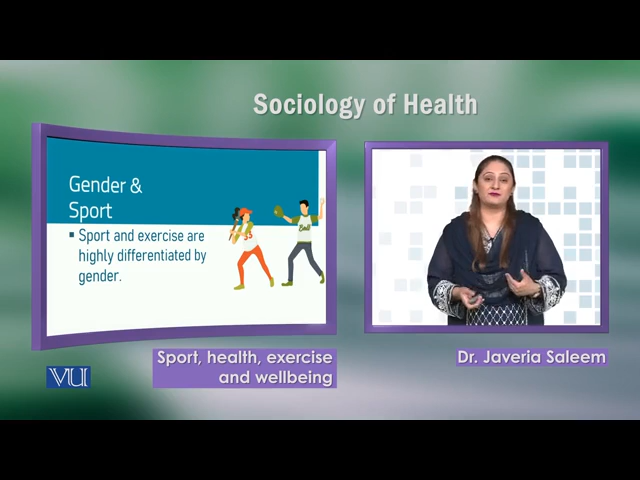 Sociology of Health
Gender &
Sport
▪ Sport and exercise are
highly differentiated by
gender.
Sport, health, exercise
and wellbeing
Dr. Javeria Saleem
VU